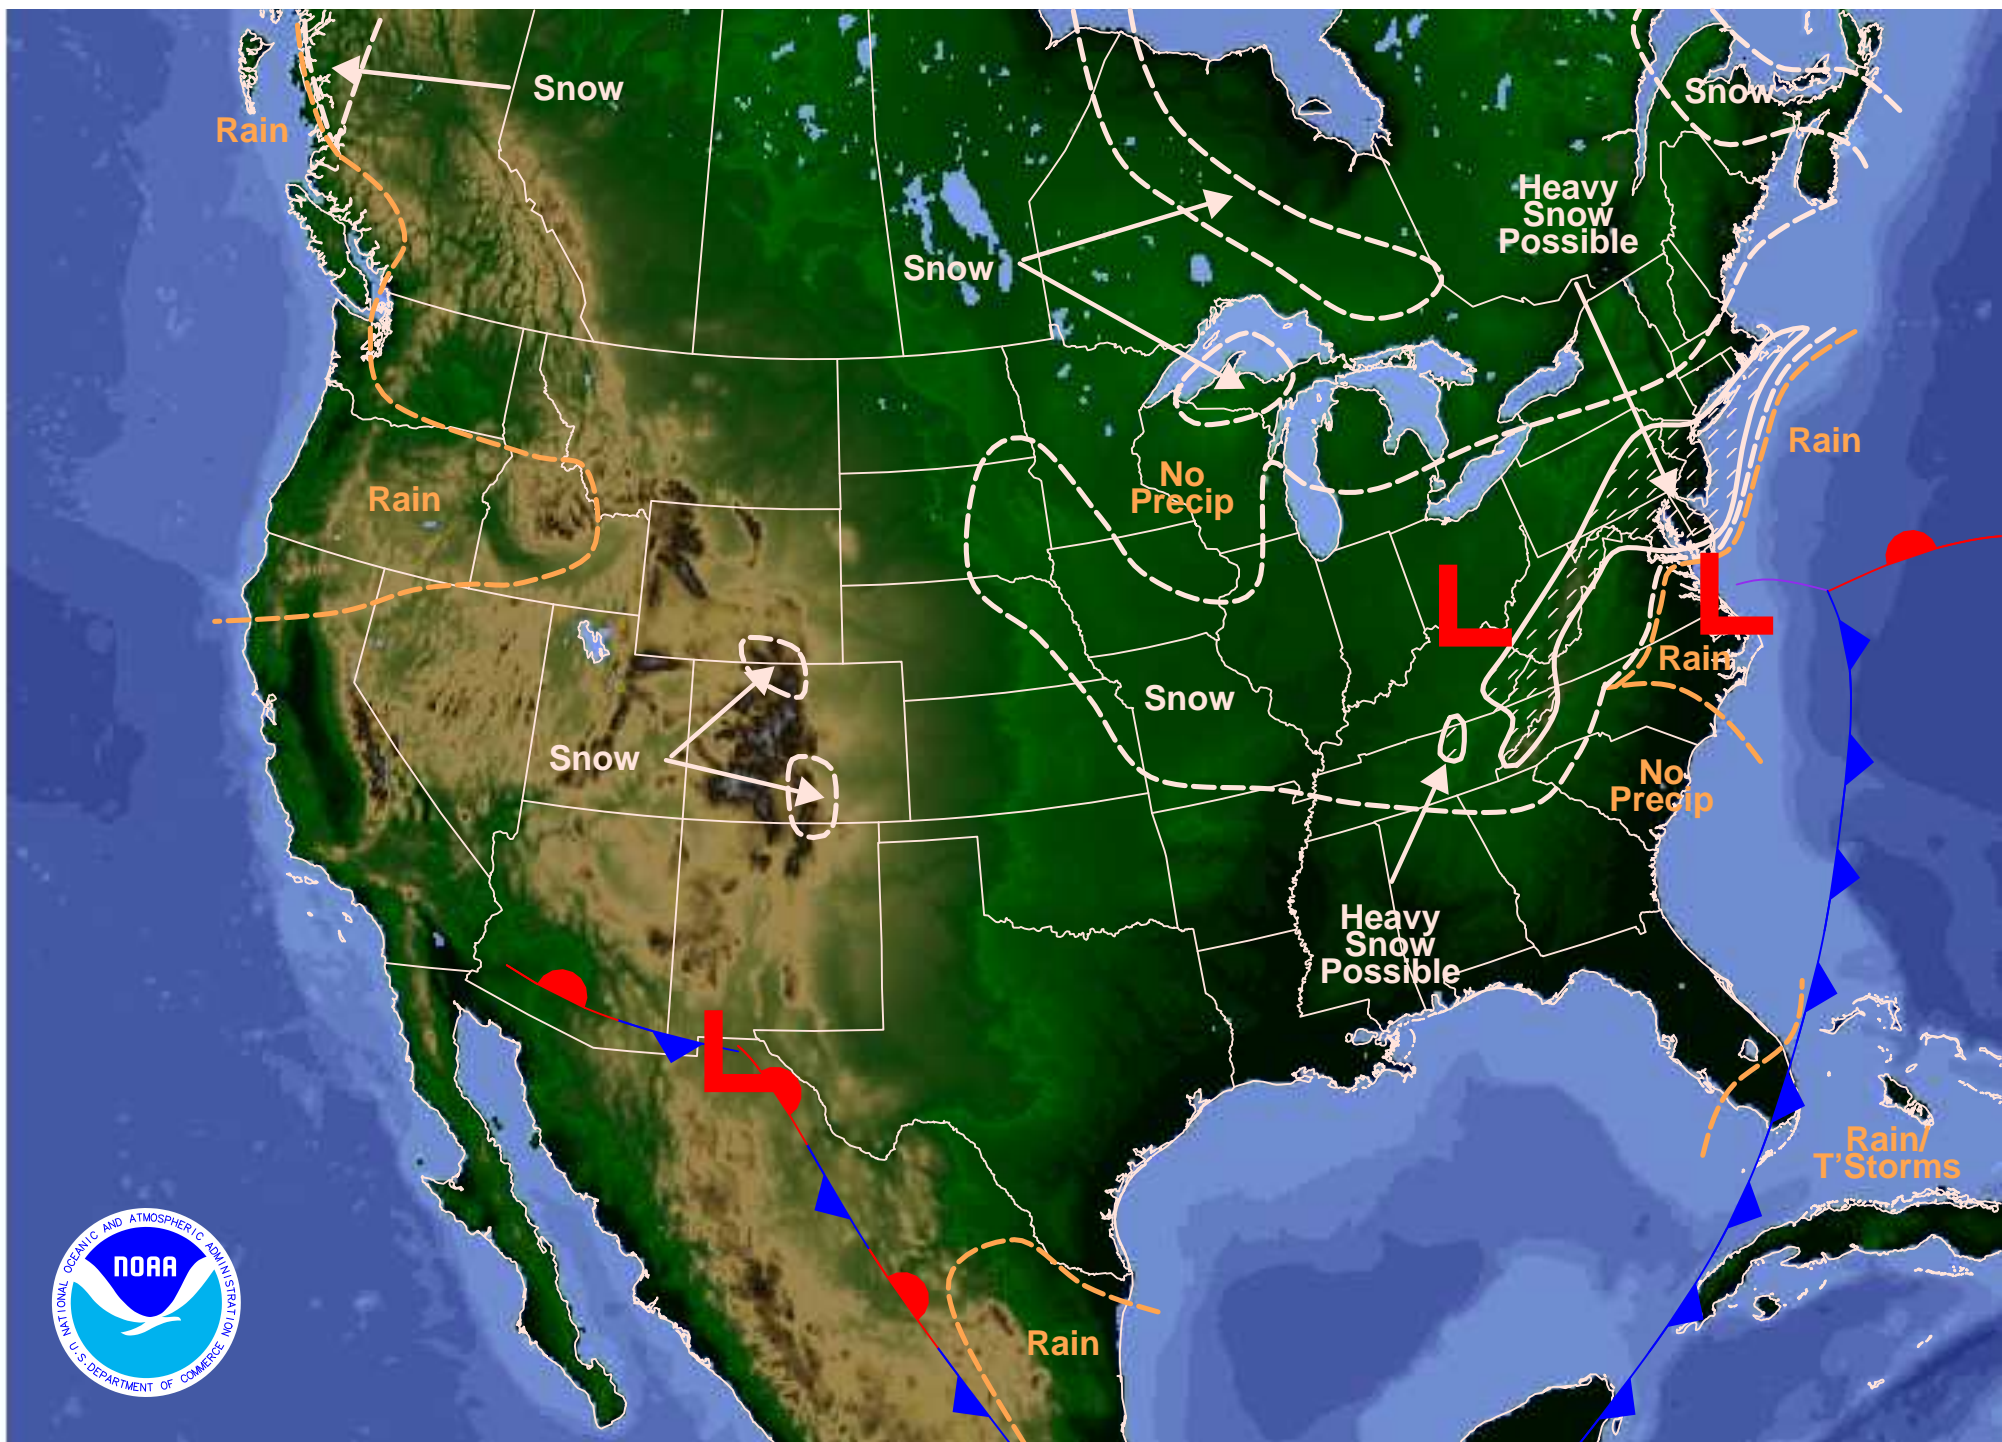 Snow
Rain
Snow
Heavy
Snow
Possible
Snow
Rain
No
Precip
Rain
Rain
Snow
Snow
No
Precip
Heavy
Snow
Possible
L
L
L
Rain/
T'Storms
Rain
NATIONAL OCEANIC AND ATMOSPHERIC ADMINISTRATION
NOAA
U.S. DEPARTMENT OF COMMERCE